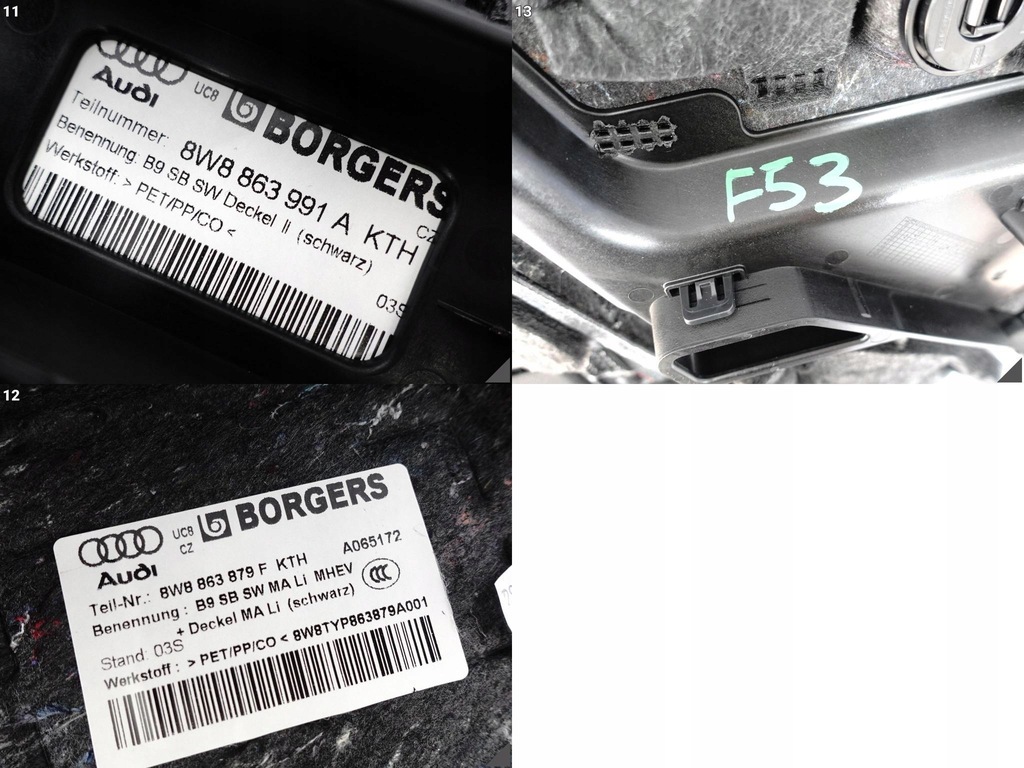 11
Audi
UC8
BORGERS
Teilnummer: 8W8 863 991 A KTH
CZ
Benennung: B9 SB SW Deckel li (schwarz)
Werkstoff: > PET/PP/CO <
03S
13
F53
12
Audi
UC8
CZ
BORGERS
Teil-Nr.: 8W8 863 879 F KTH A065172
Benennung : B9 SB SW MA Li MHEV
+ Deckel MA Li (schwarz)
CCC
Stand: 03S
Werkstoff : > PET/PP/CO < 8W8TYP863879A001